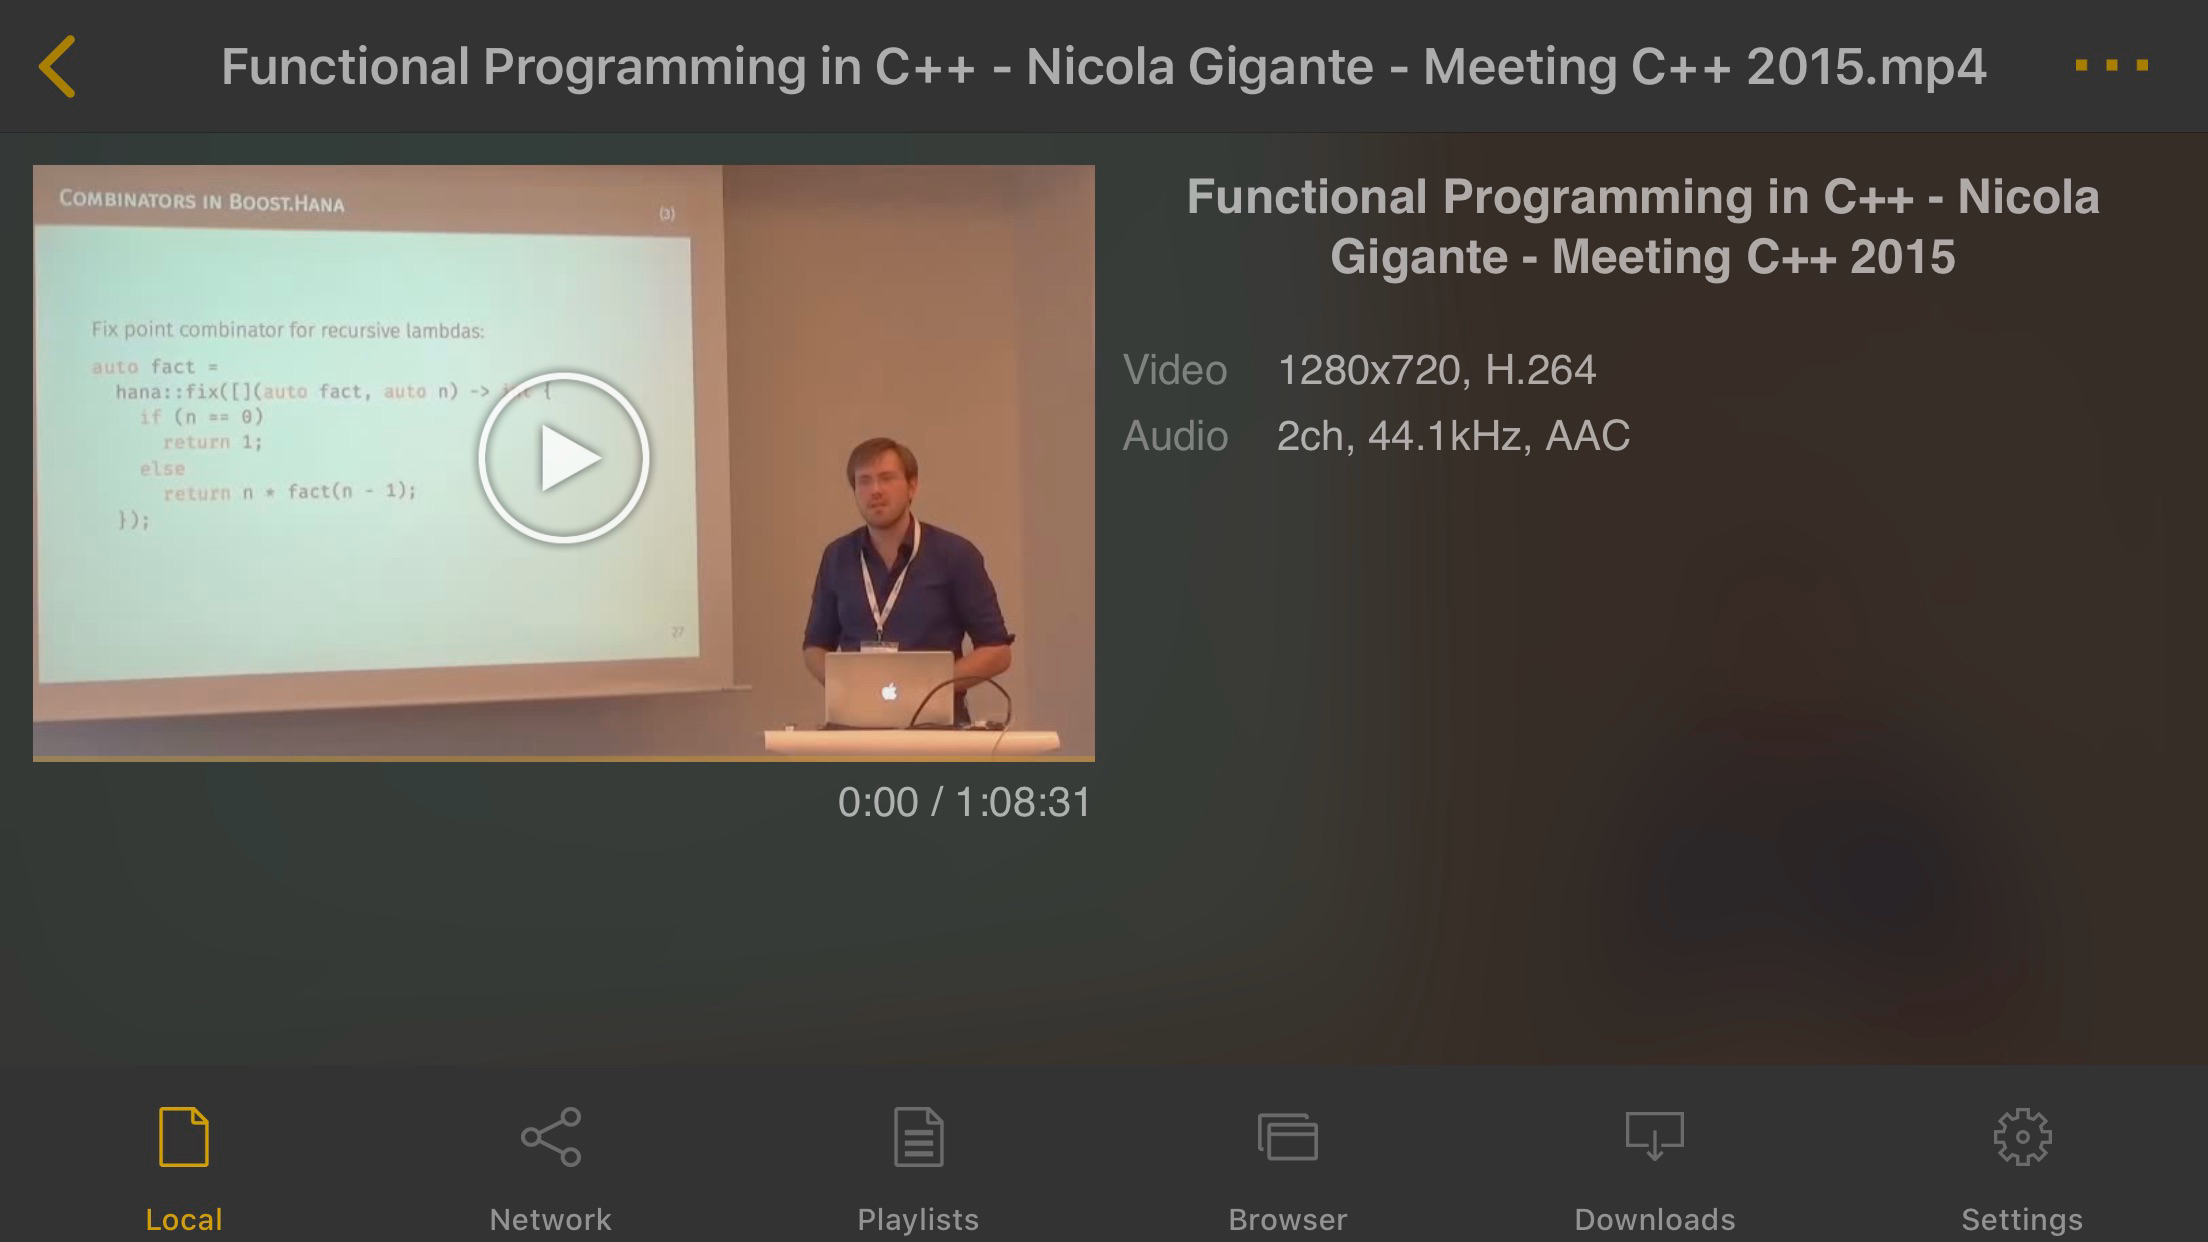 Functional Programming in C++ - Nicola Gigante - Meeting C++ 2015.mp4
COMBINATORS IN BOOST.HANA
(3)
Fix point combinator for recursive lambdas:
auto fact =
hana::fix([](auto fact, auto n) -> int {
if (n == 0)
return 1;
else
return n * fact(n - 1);
});
27
0:00 / 1:08:31
Functional Programming in C++ - Nicola
Gigante - Meeting C++ 2015
Video 1280x720, H.264
Audio 2ch, 44.1kHz, AAC
Local Network Playlists Browser Downloads Settings